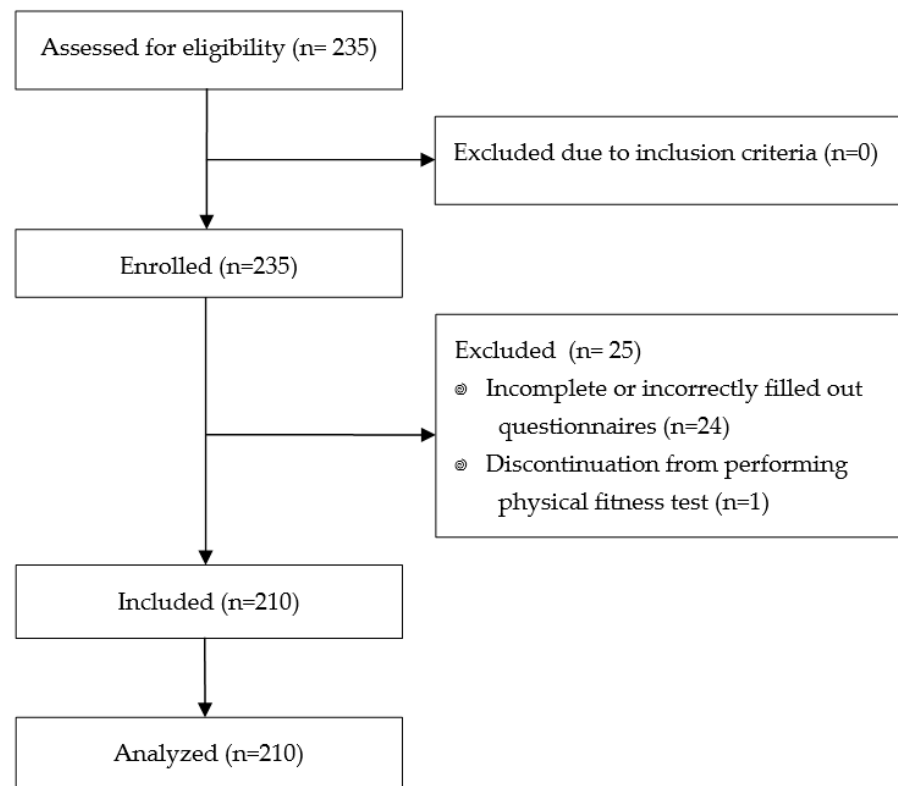 Assessed for eligibility (n= 235)
Excluded due to inclusion criteria (n=0)
Enrolled (n=235)
Excluded (n= 25)
Incomplete or incorrectly filled out
questionnaires (n=24)
Discontinuation from performing
physical fitness test (n=1)
Included (n=210)
Analyzed (n=210)